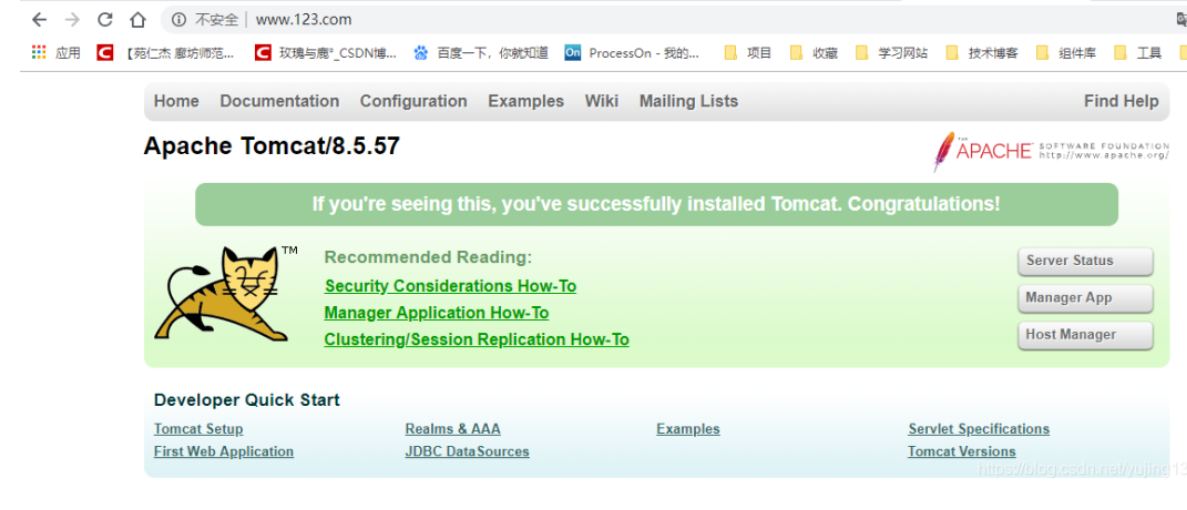 不安全 | www.123.com
应用 【苑仁杰 廊坊师范... 玫瑰与鹿°_CSDN博... 百度一下，你就知道 On ProcessOn - 我的... 项目 收藏 学习网站 技术博客 组件库 工具
Home Documentation Configuration Examples Wiki Mailing Lists Find Help
Apache Tomcat/8.5.57
THE APACHE SOFTWARE FOUNDATION
http://www.apache.org/
If you're seeing this, you've successfully installed Tomcat. Congratulations!
TM
Recommended Reading:
Security Considerations How-To
Manager Application How-To
Clustering/Session Replication How-To
Server Status
Manager App
Host Manager
Developer Quick Start
Tomcat Setup Realms & AAA Examples Servlet Specifications
First Web Application JDBC DataSources Tomcat Versions
https://blog.csdn.net/yujing13